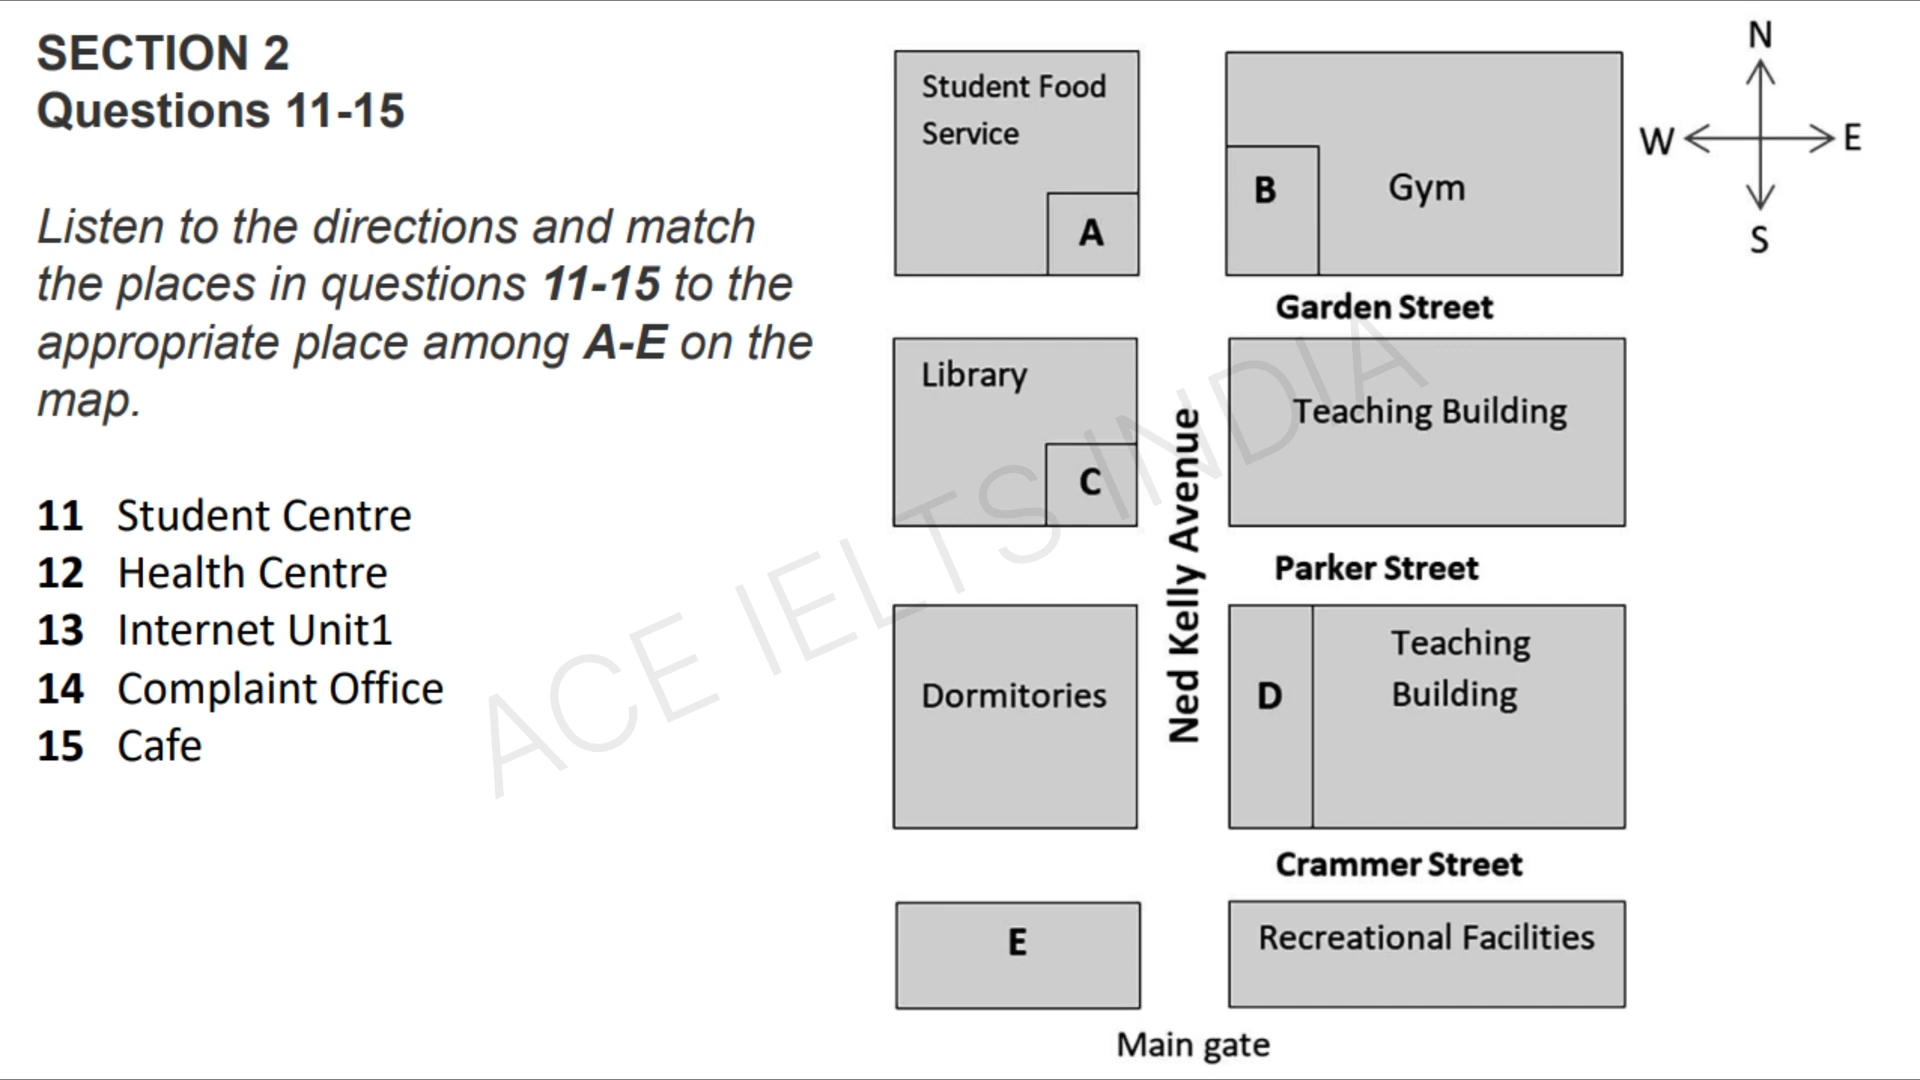 SECTION 2
Questions 11-15
Listen to the directions and match
the places in questions 11-15 to the
appropriate place among A-E on the
map.
11 Student Centre
12 Health Centre
13 Internet Unit1
14 Complaint Office
15 Cafe
Student Food
Service
A
B
Gym
N
W
E
S
Garden Street
Library
C
Teaching Building
Ned Kelly Avenue
Parker Street
Dormitories
D
Teaching
Building
Crammer Street
E
Recreational Facilities
Main gate
ACE IELTS INDIA